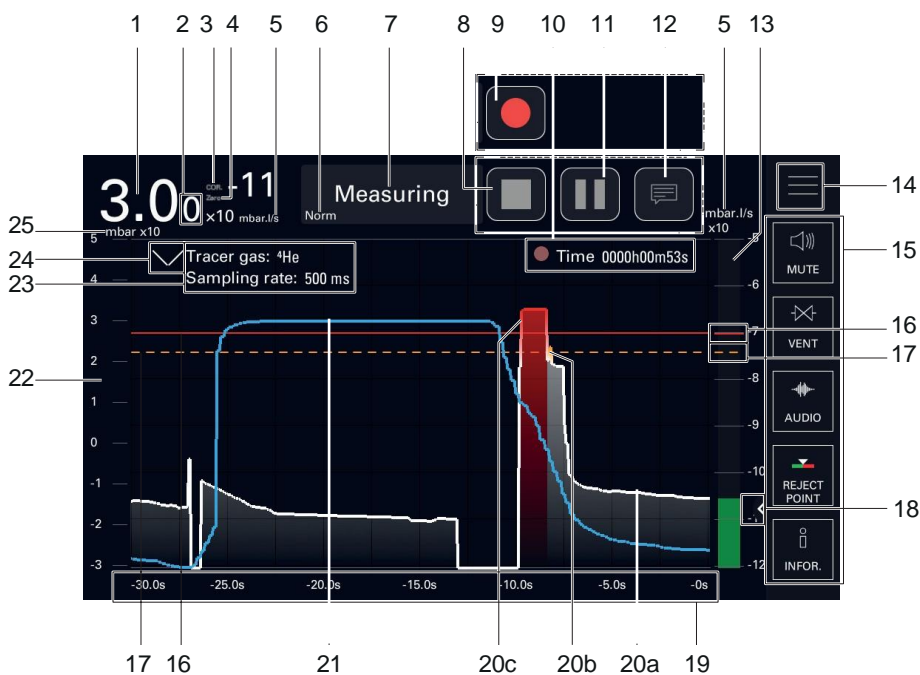 1 2 3 4 5 6 7 8 9 10 11 12 5 13
3.00 COR. Zero -11 x10 mbar.l/s
Norm Measuring
mbar.l/s
x10
14
25 mbar x10
24 Tracer gas: ⁴He
23 Sampling rate: 500 ms
Time 0000h00m53s
MUTE
15
VENT
16
17
AUDIO
REJECT
POINT
18
INFOR.
22
5
4
3
2
1
0
-1
-2
-3
-5
-6
-7
-8
-9
-10
-12
-30.0s -25.0s -20.0s -15.0s -10.0s -5.0s -0s
17 16 21 20c 20b 20a 19